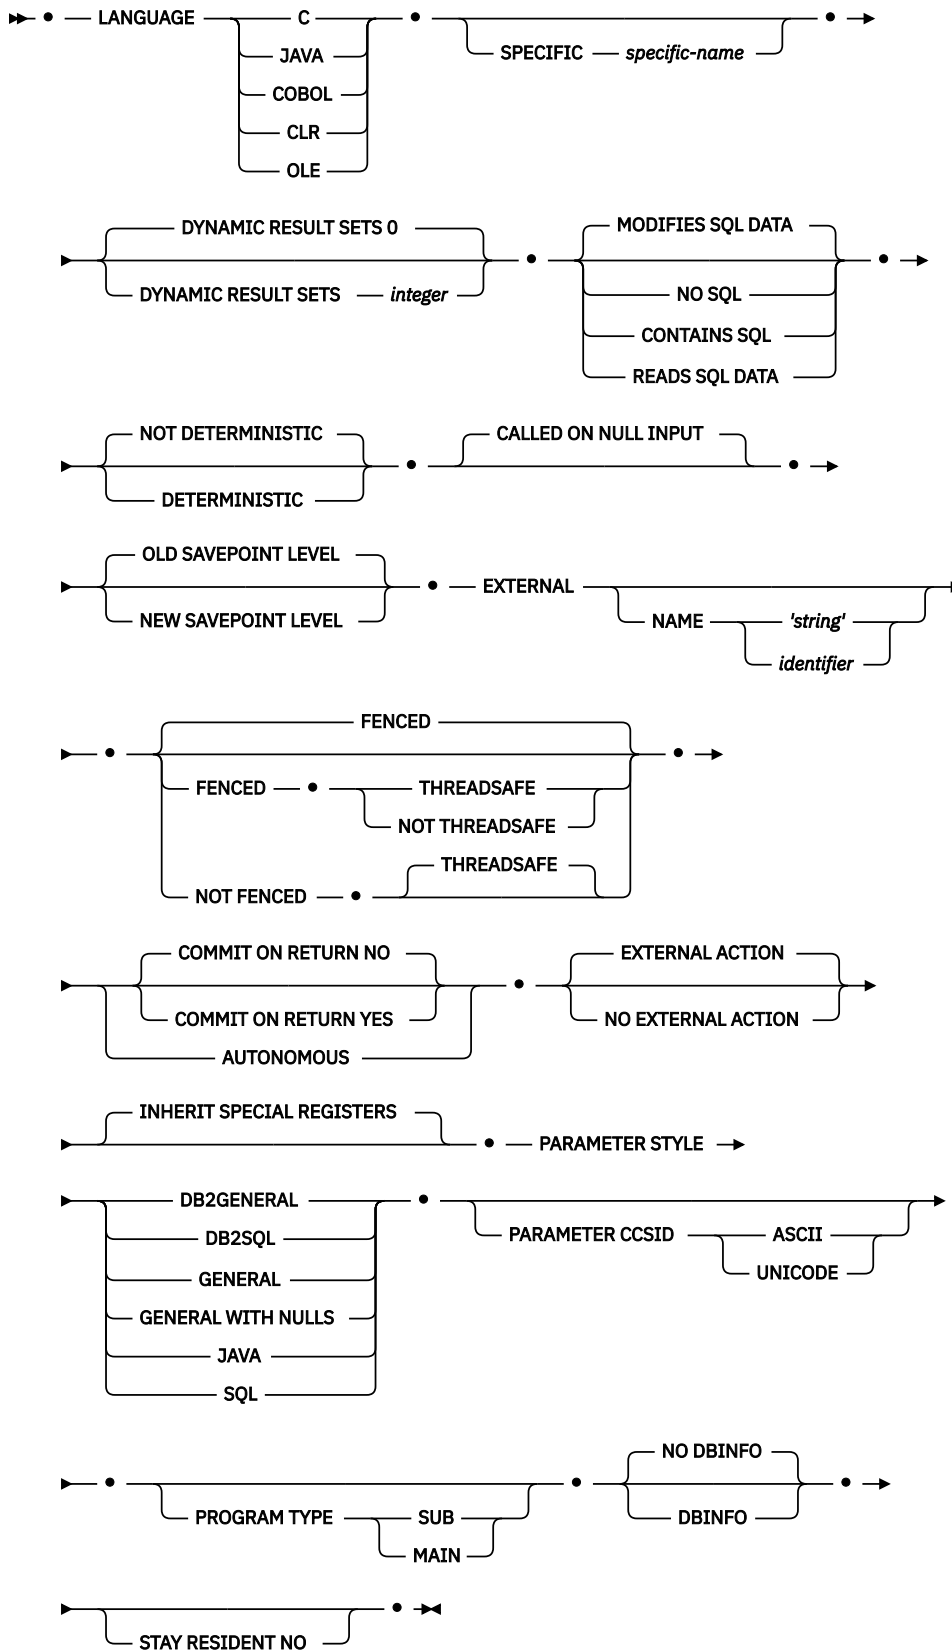 LANGUAGE C
JAVA
COBOL
CLR
OLE
SPECIFIC specific-name
DYNAMIC RESULT SETS 0
DYNAMIC RESULT SETS integer
MODIFIES SQL DATA
NO SQL
CONTAINS SQL
READS SQL DATA
NOT DETERMINISTIC
DETERMINISTIC
CALLED ON NULL INPUT
OLD SAVEPOINT LEVEL
NEW SAVEPOINT LEVEL
EXTERNAL
NAME 'string'
identifier
FENCED
FENCED THREADSAFE
NOT THREADSAFE
THREADSAFE
NOT FENCED
COMMIT ON RETURN NO
COMMIT ON RETURN YES
AUTONOMOUS
EXTERNAL ACTION
NO EXTERNAL ACTION
INHERIT SPECIAL REGISTERS
PARAMETER STYLE
DB2GENERAL
DB2SQL
GENERAL
GENERAL WITH NULLS
JAVA
SQL
PARAMETER CCSID ASCII
UNICODE
PROGRAM TYPE SUB
MAIN
NO DBINFO
DBINFO
STAY RESIDENT NO